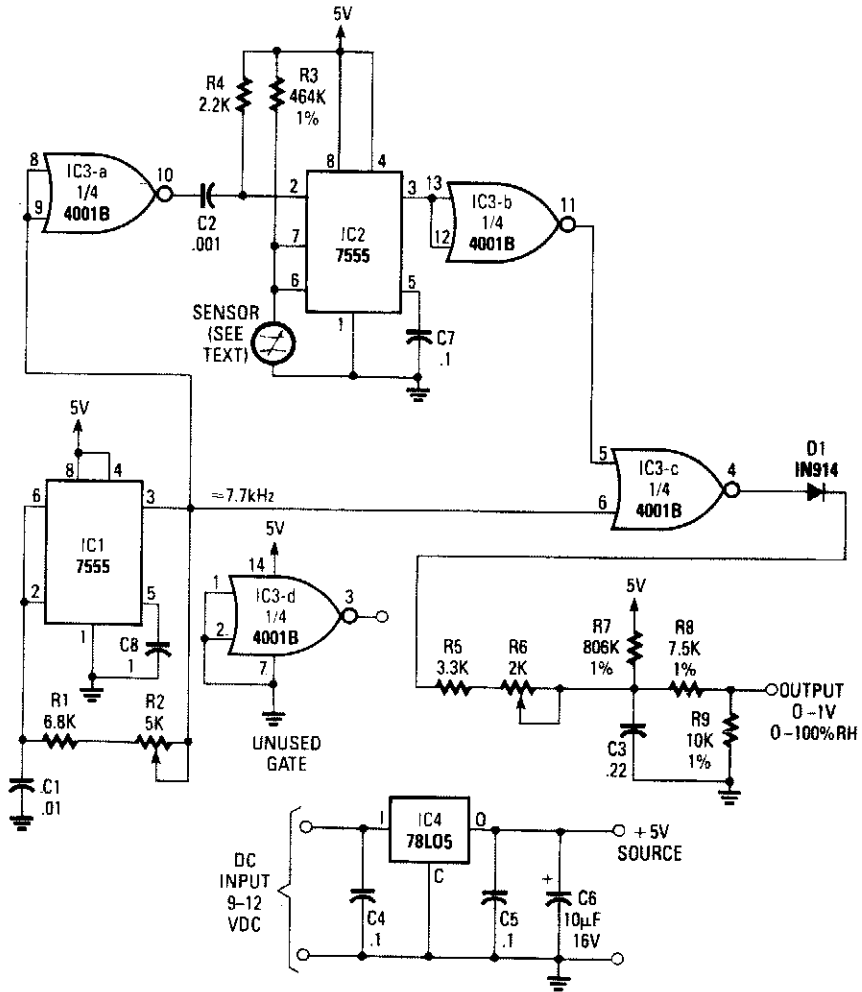 5V
R4
2.2K
R3
464K
1%
8
9
IC3-a
1/4
4001B
10
C2
.001
8
4
2
7
6
IC2
7555
3
5
1
13
12
IC3-b
1/4
4001B
11
SENSOR
(SEE
TEXT)
C7
.1
5V
8
4
6
2
IC1
7555
3
5
1
≈7.7kHz
C8
1
R1
6.8K
R2
5K
C1
.01
5V
14
1
2
IC3-d
1/4
4001B
3
7
UNUSED
GATE
5
6
IC3-c
1/4
4001B
4
D1
IN914
R5
3.3K
R6
2K
5V
R7
806K
1%
R8
7.5K
1%
R9
10K
1%
C3
.22
OUTPUT
0–1V
0–100%RH
DC
INPUT
9–12
VDC
I
IC4
78L05
O
C
C4
.1
C5
.1
+
C6
10µF
16V
+5V
SOURCE